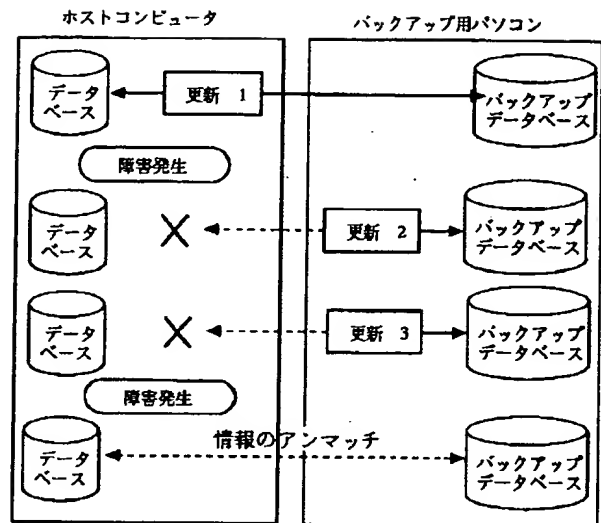 ホストコンピュータ
バックアップ用パソコン
データ
ベース
更新 1
バックアップ
データベース
障害発生
データ
ベース
更新 2
バックアップ
データベース
データ
ベース
更新 3
バックアップ
データベース
障害発生
情報のアンマッチ
データ
ベース
バックアップ
データベース